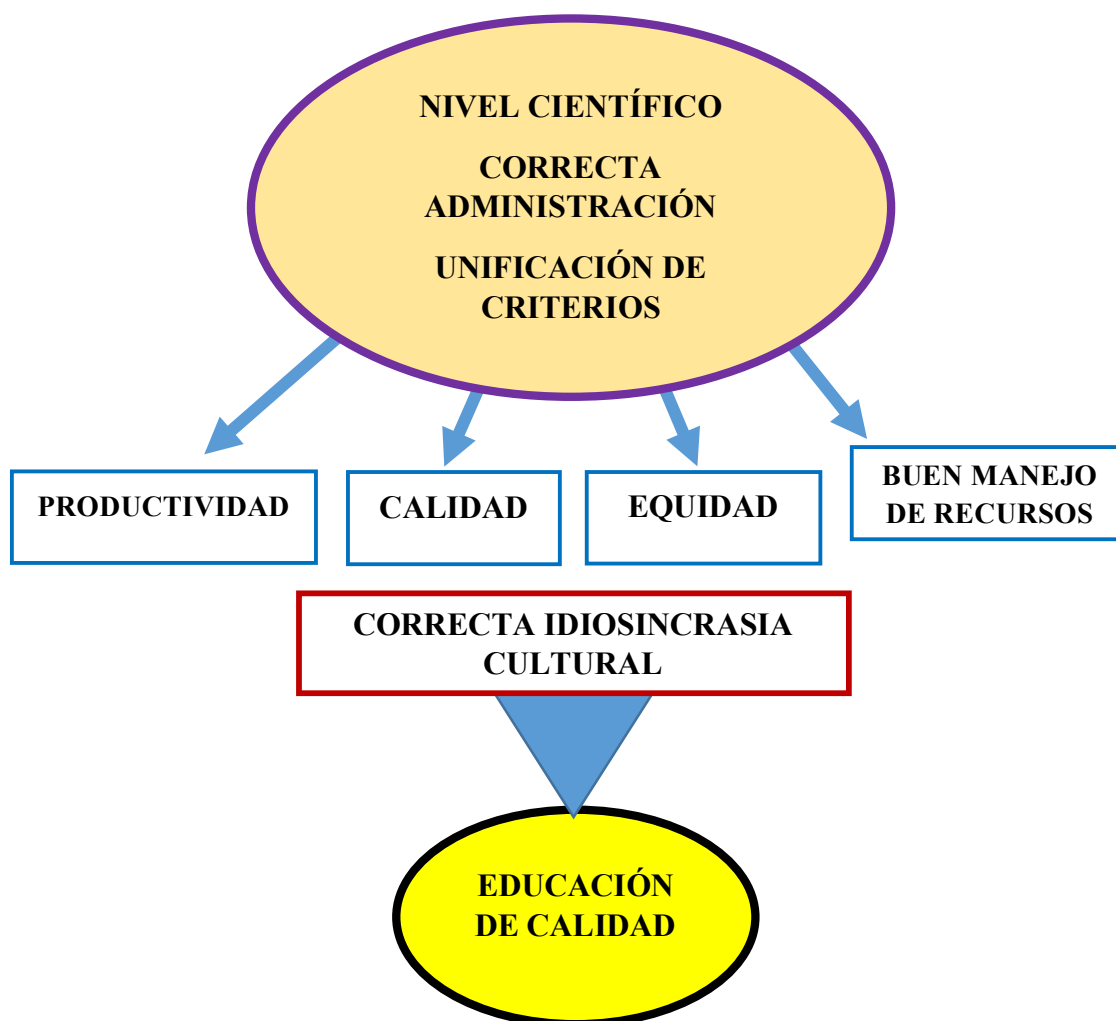 NIVEL CIENTÍFICO
CORRECTA
ADMINISTRACIÓN
UNIFICACIÓN DE
CRITERIOS
PRODUCTIVIDAD
CALIDAD
EQUIDAD
BUEN MANEJO
DE RECURSOS
CORRECTA IDIOSINCRASIA
CULTURAL
EDUCACIÓN
DE CALIDAD